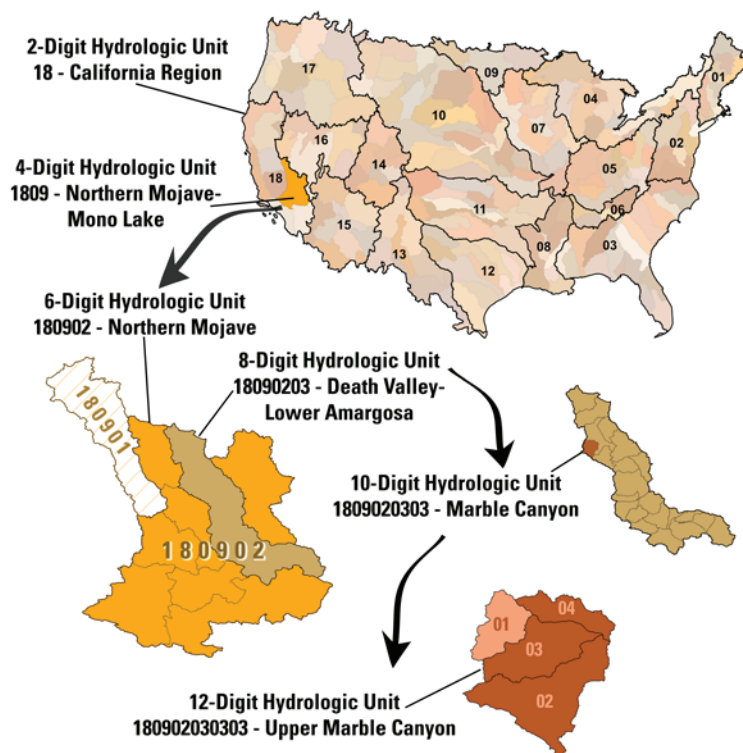 2-Digit Hydrologic Unit
18 - California Region
4-Digit Hydrologic Unit
1809 - Northern Mojave-
Mono Lake
17
09
01
10
04
16
07
02
18
14
05
11
06
15
13
08
03
12
6-Digit Hydrologic Unit
180902 - Northern Mojave
8-Digit Hydrologic Unit
18090203 - Death Valley-
Lower Amargosa
180901
180902
10-Digit Hydrologic Unit
1809020303 - Marble Canyon
04
01
03
02
12-Digit Hydrologic Unit
180902030303 - Upper Marble Canyon